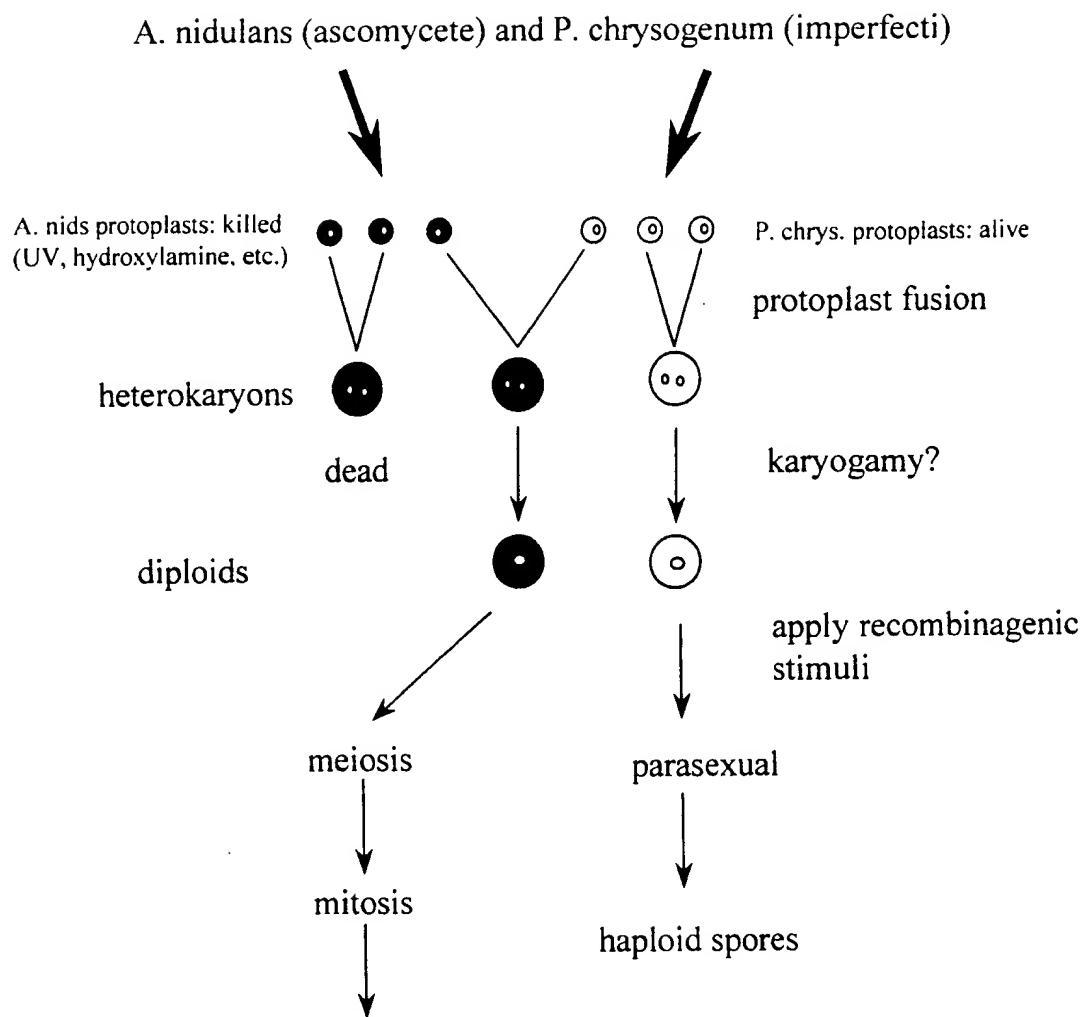 A. nidulans (ascomycete) and P. chrysogenum (imperfecti)
A. nids protoplasts: killed
(UV, hydroxylamine, etc.)
P. chrys. protoplasts: alive
protoplast fusion
heterokaryons
dead
karyogamy?
diploids
apply recombinagenic
stimuli
meiosis
parasexual
mitosis
haploid spores